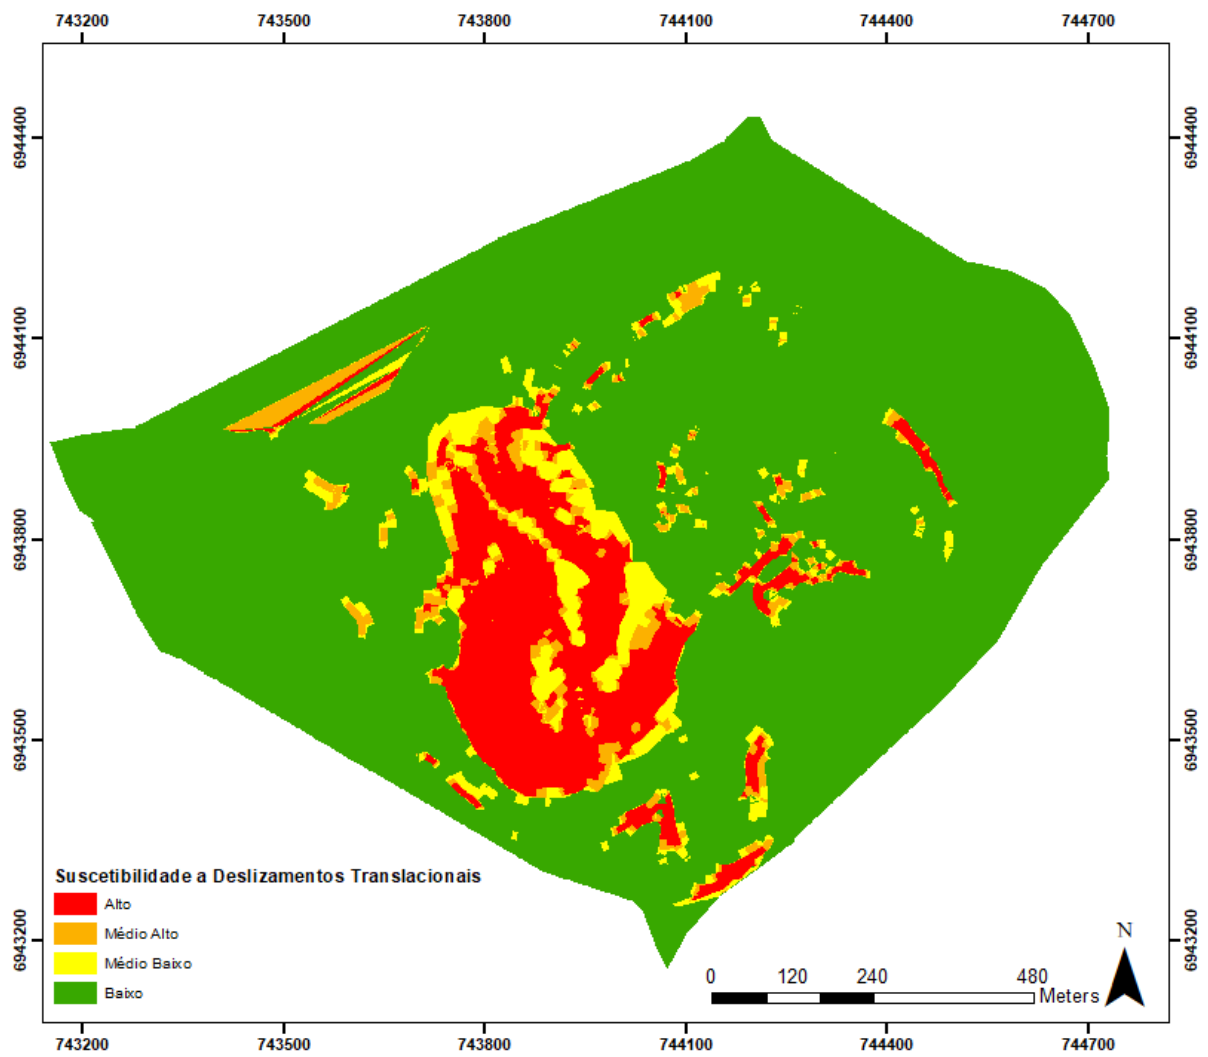 743200 743500 743800 744100 744400 744700
6944400 6944400
6944100 6944100
6943800 6943800
6943500 6943500
6943200 6943200
Suscetibilidade a Deslizamentos Translacionais
Alto
Médio Alto
Médio Baixo
Baixo
N
0 120 240 480
Meters
743200 743500 743800 744100 744400 744700